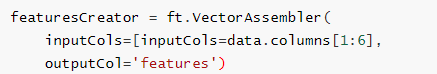 featuresCreator = ft.VectorAssembler(
    inputCols=[inputCols=data.columns[1:6],
    outputCol='features')